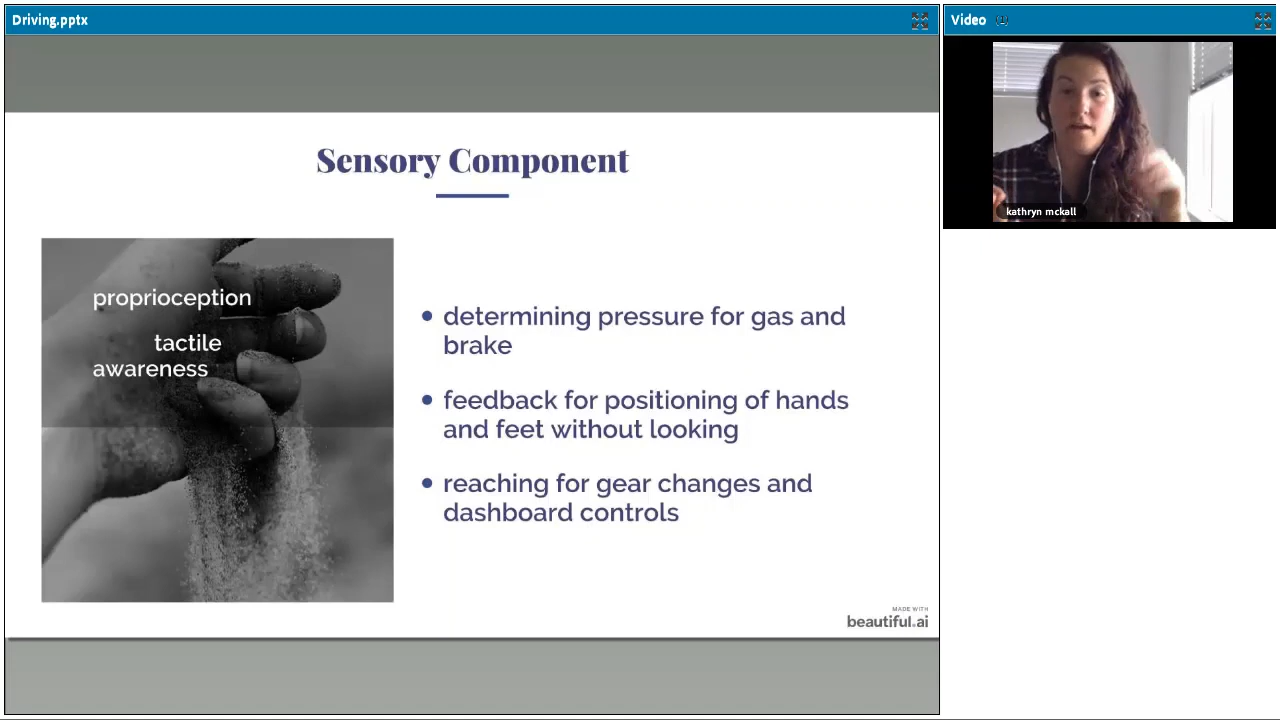 Driving.pptx
Video (1)
kathryn mckall
Sensory Component
proprioception
tactile
awareness
• determining pressure for gas and
brake
• feedback for positioning of hands
and feet without looking
• reaching for gear changes and
dashboard controls
MADE WITH
beautiful.ai